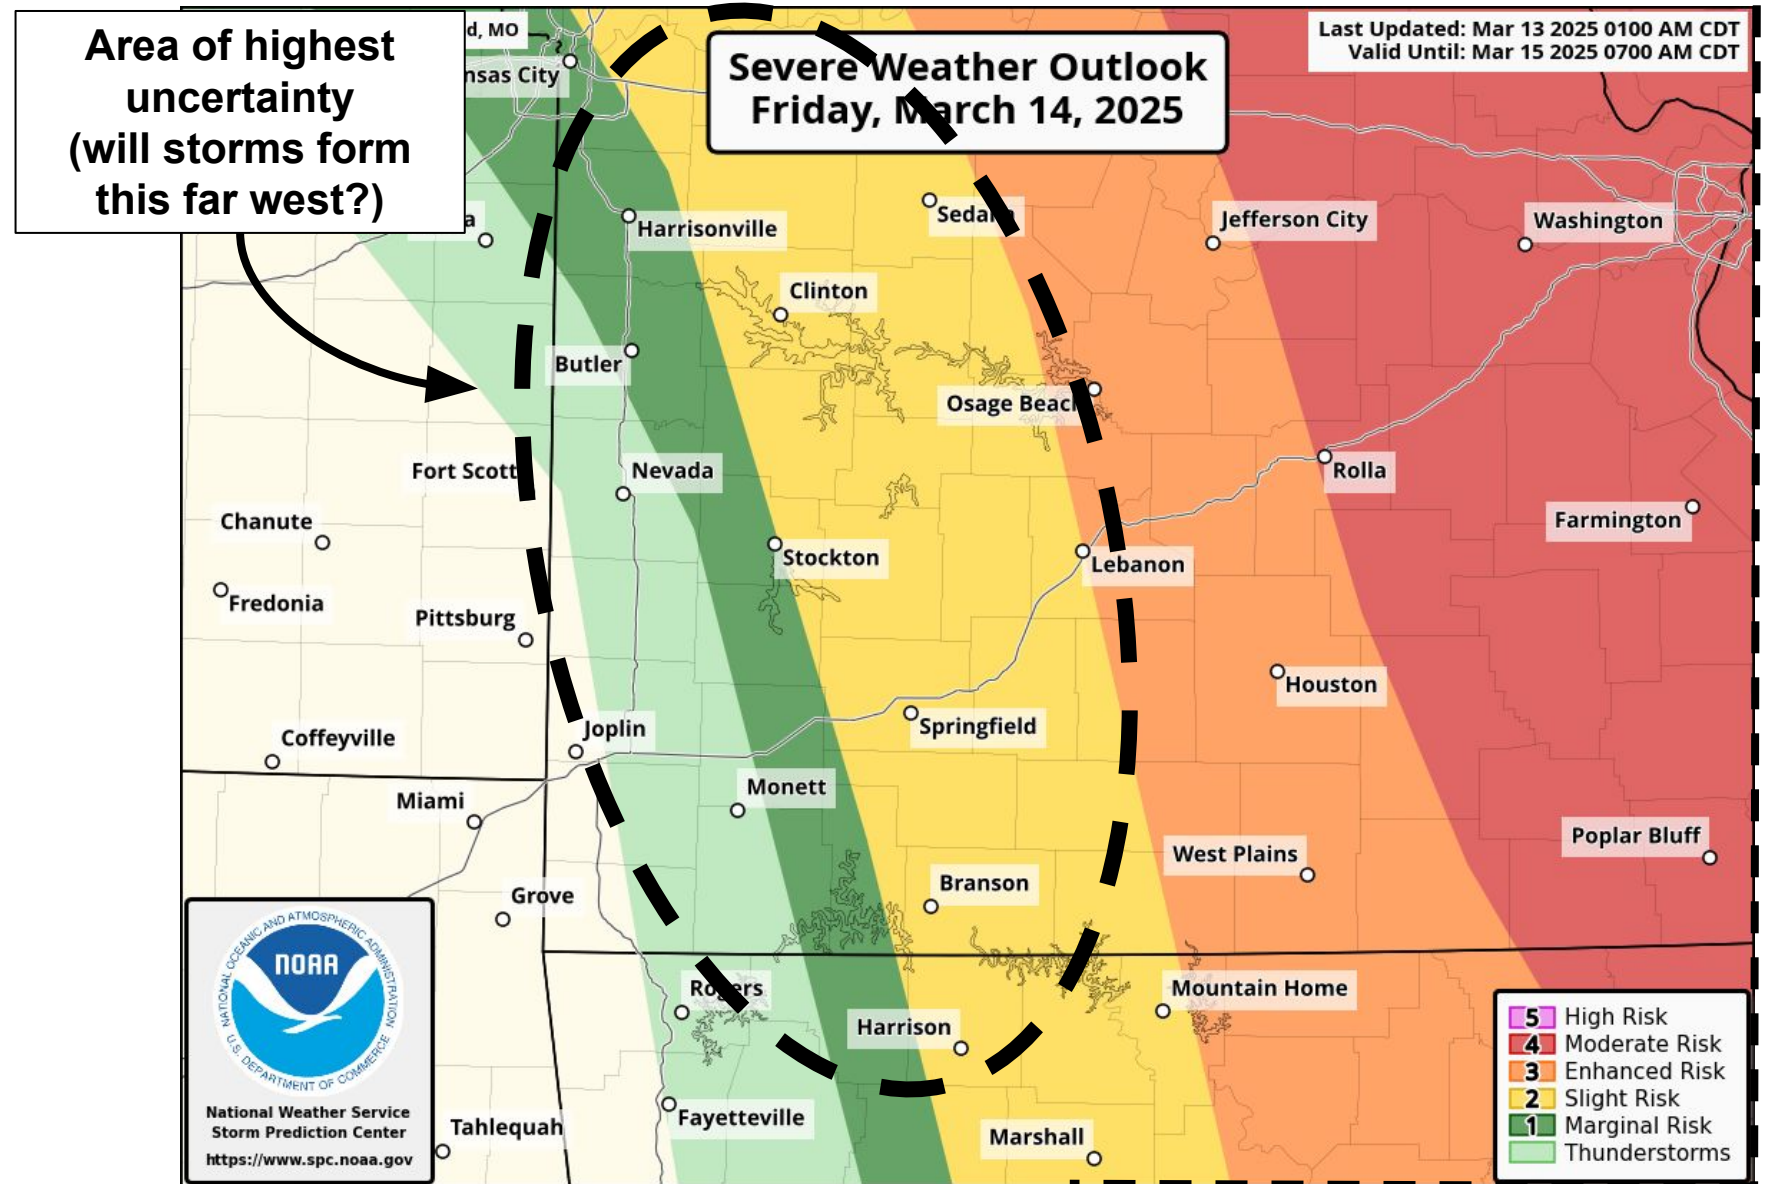 Area of highest
uncertainty
(will storms form
this far west?)
d, MO
nsas City
Severe Weather Outlook
Friday, March 14, 2025
Last Updated: Mar 13 2025 0100 AM CDT
Valid Until: Mar 15 2025 0700 AM CDT
a
Harrisonville
Sedalia
Jefferson City
Washington
Clinton
Butler
Osage Beach
Fort Scott
Nevada
Rolla
Chanute
Farmington
Stockton
Lebanon
Fredonia
Pittsburg
Houston
Joplin
Springfield
Coffeyville
Monett
Miami
Poplar Bluff
West Plains
Branson
Grove
Rogers
Mountain Home
Harrison
Fayetteville
Tahlequah
Marshall
NATIONAL OCEANIC AND ATMOSPHERIC ADMINISTRATION
NOAA
U.S. DEPARTMENT OF COMMERCE
National Weather Service
Storm Prediction Center
https://www.spc.noaa.gov
5 High Risk
4 Moderate Risk
3 Enhanced Risk
2 Slight Risk
1 Marginal Risk
Thunderstorms